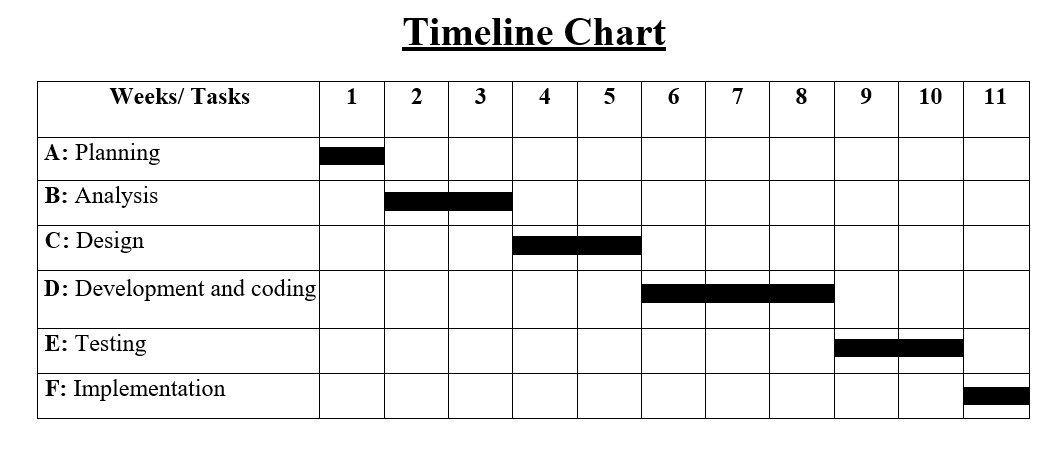 Timeline Chart
Weeks/ Tasks 1 2 3 4 5 6 7 8 9 10 11
A: Planning
B: Analysis
C: Design
D: Development and coding
E: Testing
F: Implementation